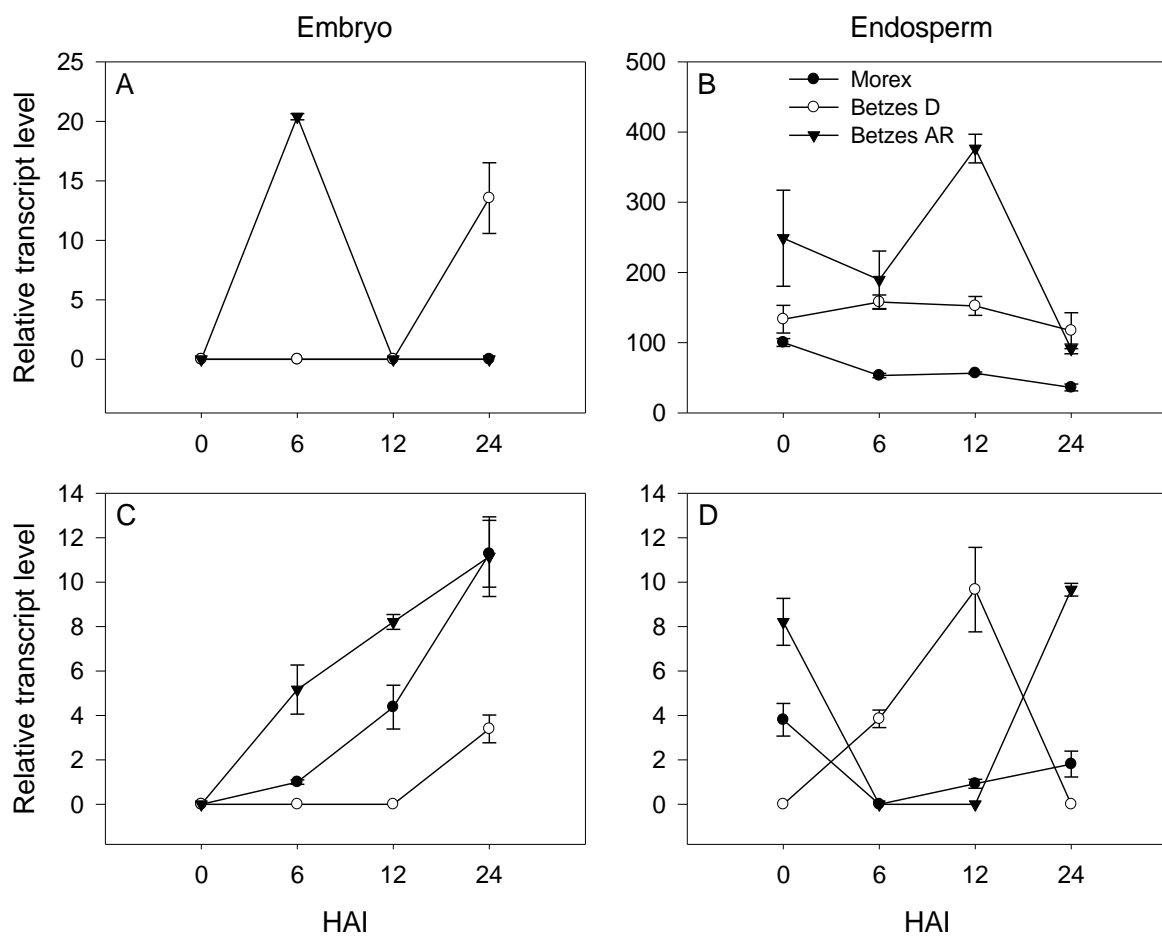 Embryo
Endosperm
Relative transcript level
A
25
20
15
10
5
0
0 6 12 24
B
500
400
300
200
100
0
Morex
Betzes D
Betzes AR
0 6 12 24
Relative transcript level
C
14
12
10
8
6
4
2
0
0 6 12 24
HAI
D
14
12
10
8
6
4
2
0
0 6 12 24
HAI